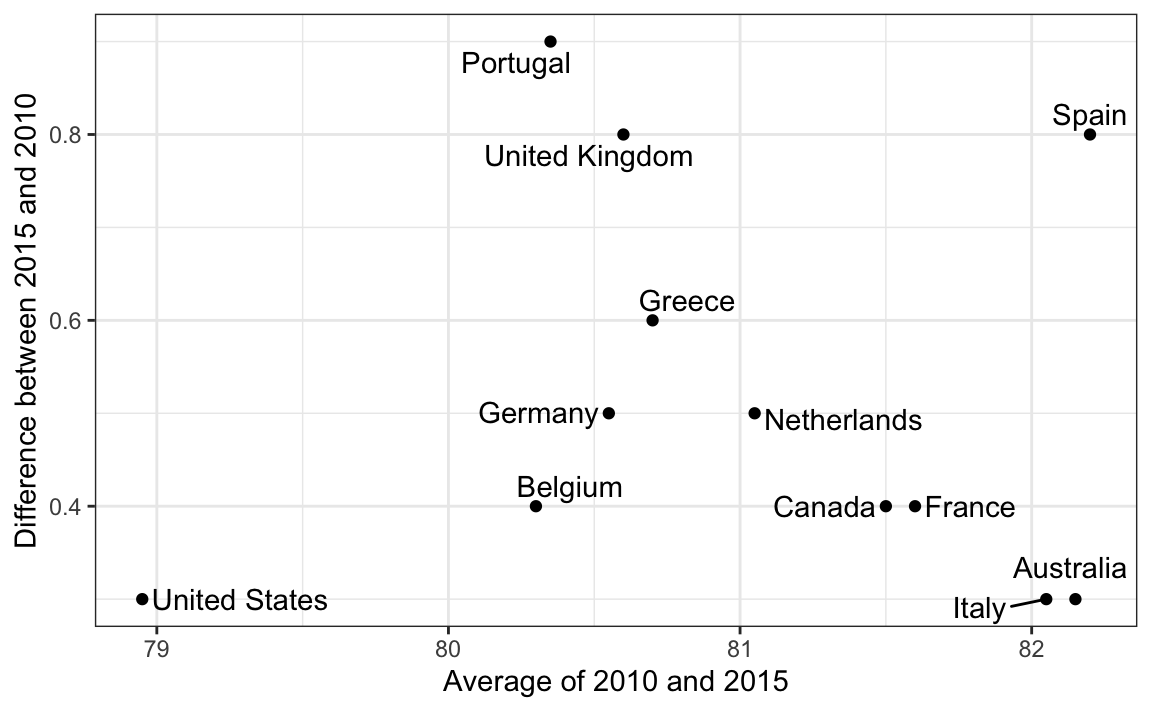 Portugal
Spain
0.8
United Kingdom
Difference between 2015 and 2010
Greece
0.6
Germany
Netherlands
Belgium
0.4
Canada
France
Australia
United States
Italy
79
80
81
82
Average of 2010 and 2015